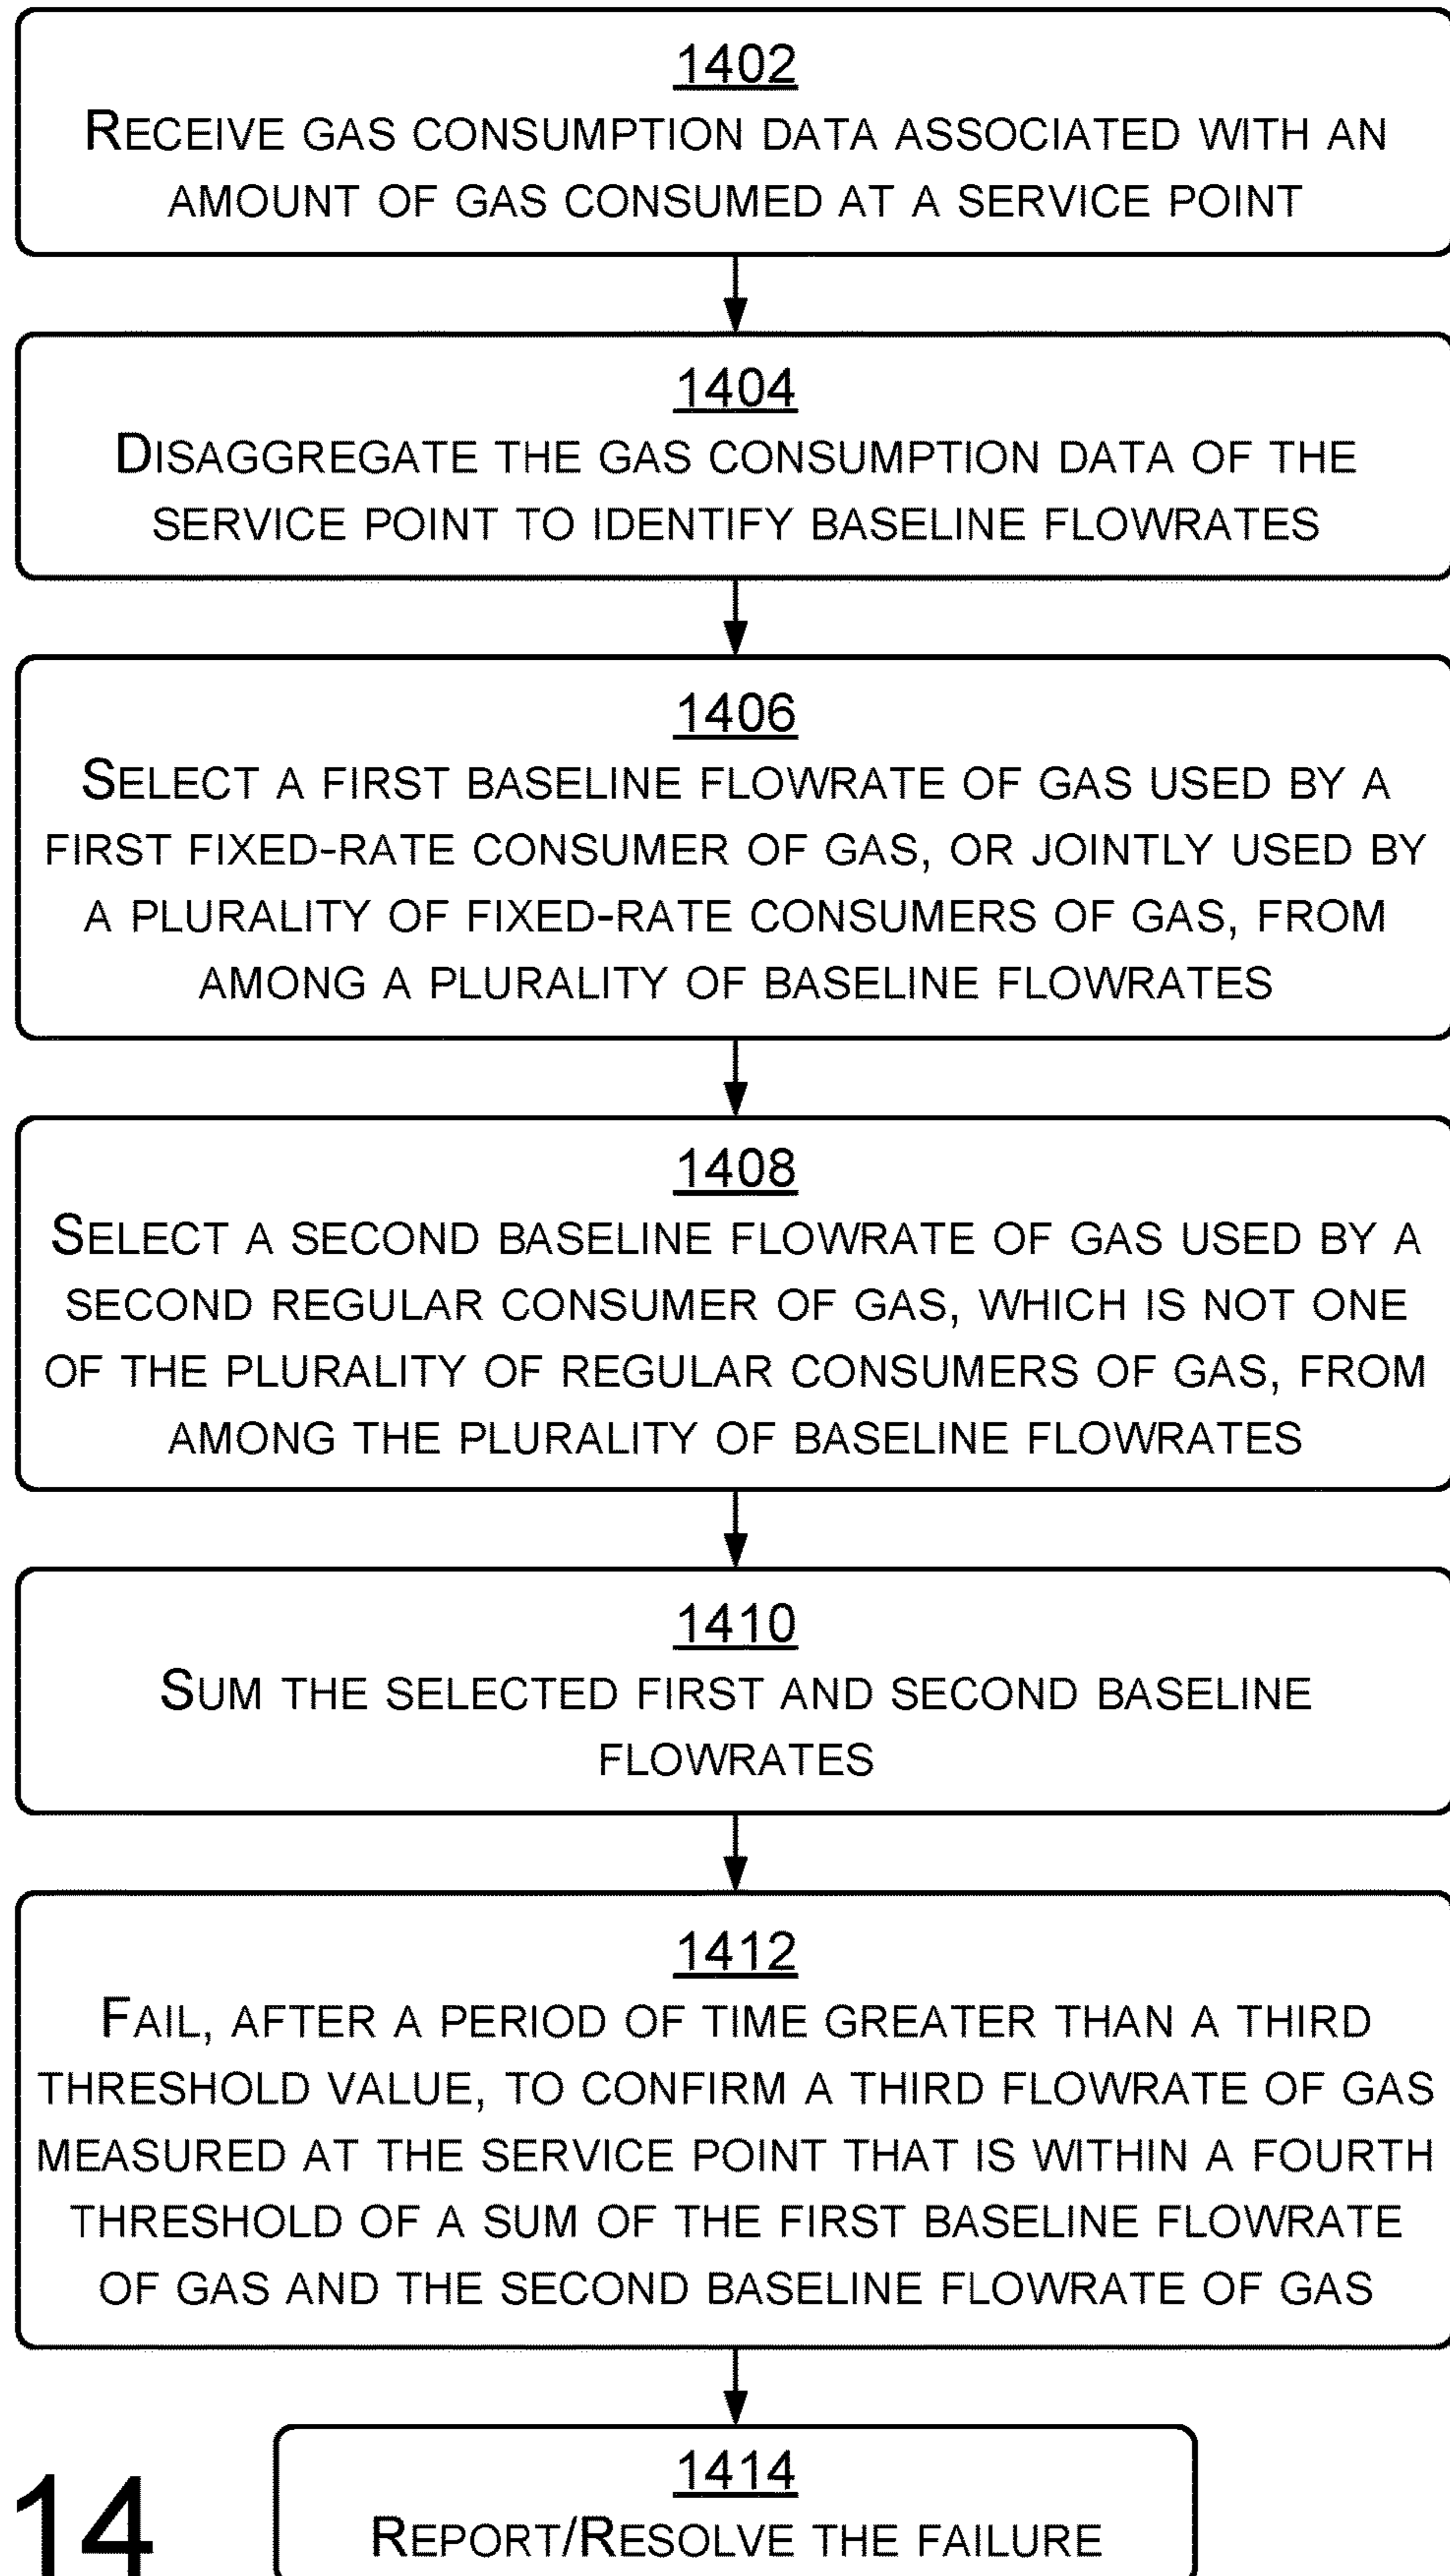 1402
RECEIVE GAS CONSUMPTION DATA ASSOCIATED WITH AN
AMOUNT OF GAS CONSUMED AT A SERVICE POINT
1404
DISAGGREGATE THE GAS CONSUMPTION DATA OF THE
SERVICE POINT TO IDENTIFY BASELINE FLOWRATES
1406
SELECT A FIRST BASELINE FLOWRATE OF GAS USED BY A
FIRST FIXED-RATE CONSUMER OF GAS, OR JOINTLY USED BY
A PLURALITY OF FIXED-RATE CONSUMERS OF GAS, FROM
AMONG A PLURALITY OF BASELINE FLOWRATES
1408
SELECT A SECOND BASELINE FLOWRATE OF GAS USED BY A
SECOND REGULAR CONSUMER OF GAS, WHICH IS NOT ONE
OF THE PLURALITY OF REGULAR CONSUMERS OF GAS, FROM
AMONG THE PLURALITY OF BASELINE FLOWRATES
1410
SUM THE SELECTED FIRST AND SECOND BASELINE
FLOWRATES
1412
FAIL, AFTER A PERIOD OF TIME GREATER THAN A THIRD
THRESHOLD VALUE, TO CONFIRM A THIRD FLOWRATE OF GAS
MEASURED AT THE SERVICE POINT THAT IS WITHIN A FOURTH
THRESHOLD OF A SUM OF THE FIRST BASELINE FLOWRATE
OF GAS AND THE SECOND BASELINE FLOWRATE OF GAS
1414
REPORT/RESOLVE THE FAILURE
14